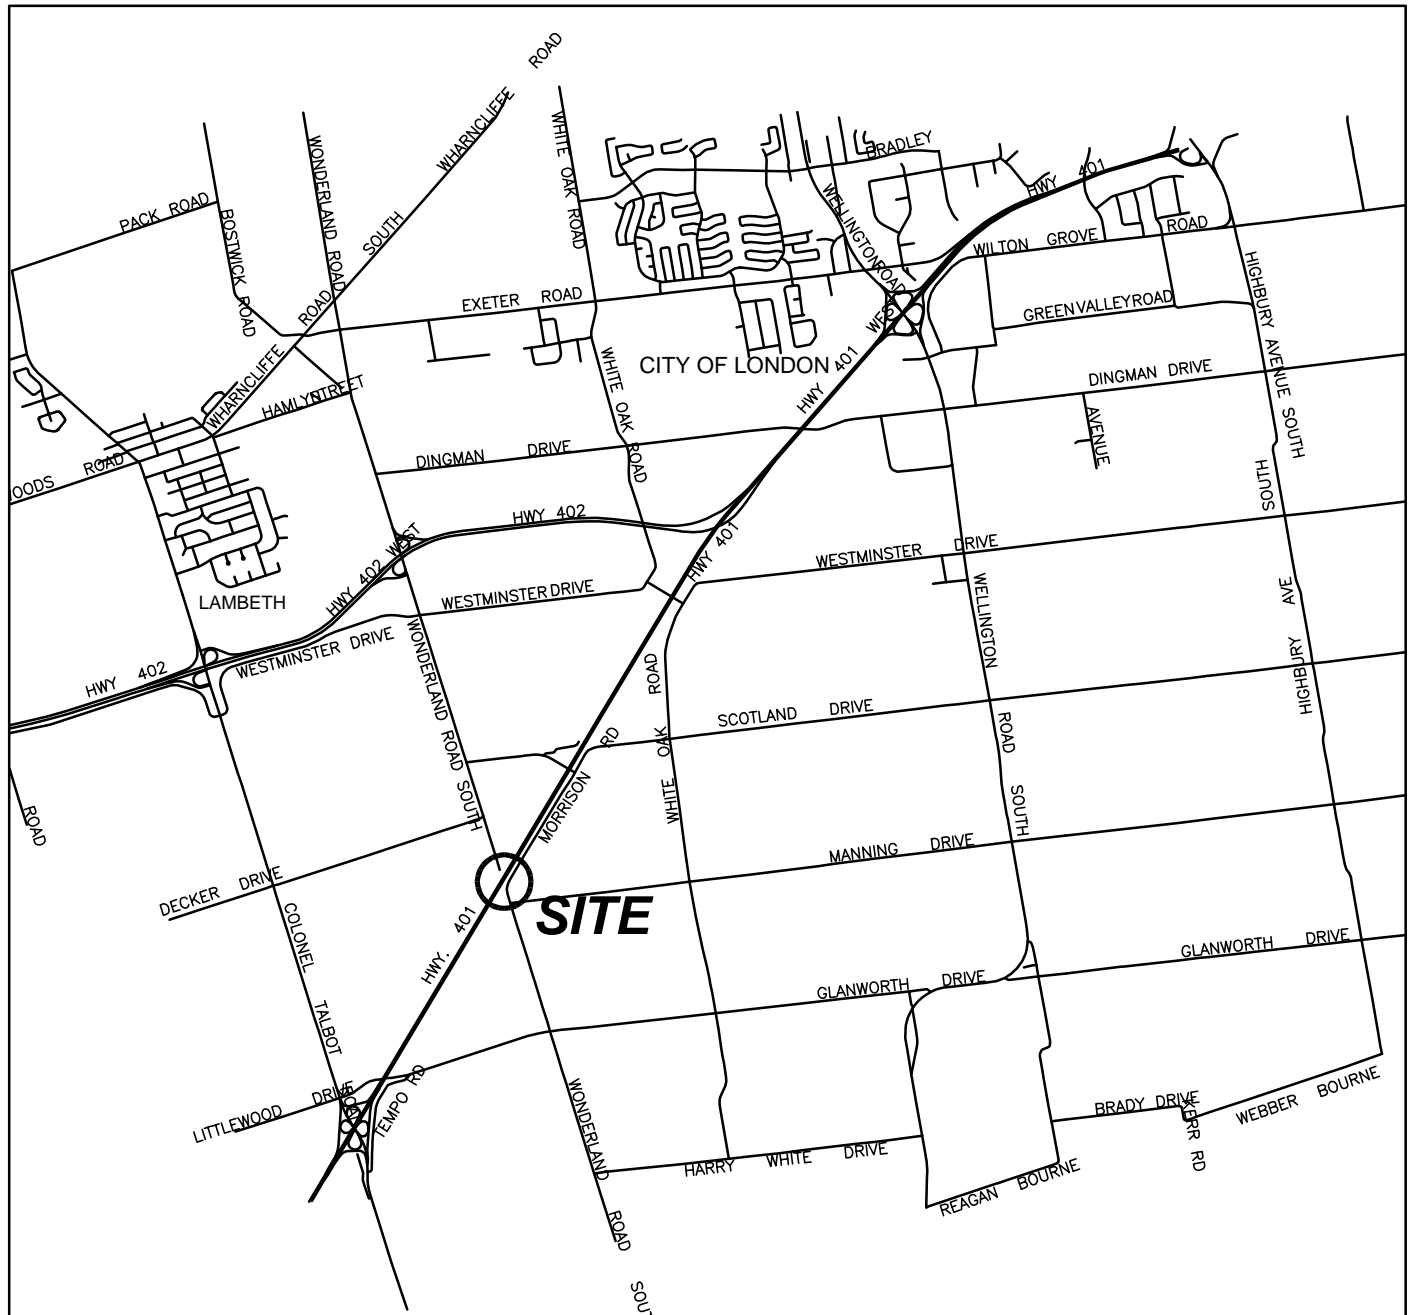 ROAD
WHARNCLIFFE
WHITE OAK ROAD
WONDERLAND ROAD
BRADLEY
HWY 401
PACK ROAD
BOSTWICK ROAD
SOUTH
ROAD
WHARNCLIFFE
WELLINGTON ROAD
WILTON GROVE ROAD
HIGHBURY AVENUE SOUTH
EXETER ROAD
GREEN VALLEY ROAD
WES
CITY OF LONDON
HWY 401
WHITE OAK ROAD
DINGMAN DRIVE
HAMLYN STREET
AVENUE
OODS ROAD
DINGMAN DRIVE
SOUTH
HWY 402
HWY 401
WESTMINSTER DRIVE
HWY 402 WEST
LAMBETH
WESTMINSTER DRIVE
WELLINGTON
ROAD SOUTH
HIGHBURY AVE
HWY 402
WESTMINSTER DRIVE
WONDERLAND ROAD SOUTH
WHITE OAK ROAD
SCOTLAND DRIVE
MORRISON RD
ROAD
MANNING DRIVE
DECKER DRIVE
SITE
HWY. 401
COLONEL TALBOT
GLANWORTH DRIVE
GLANWORTH DRIVE
LITTLEWOOD DRIVE
ROAD
TEMPO RD
WONDERLAND ROAD SOUT
BRADY DRIVE
KERR RD
WEBBER BOURNE
HARRY WHITE DRIVE
REAGAN BOURNE